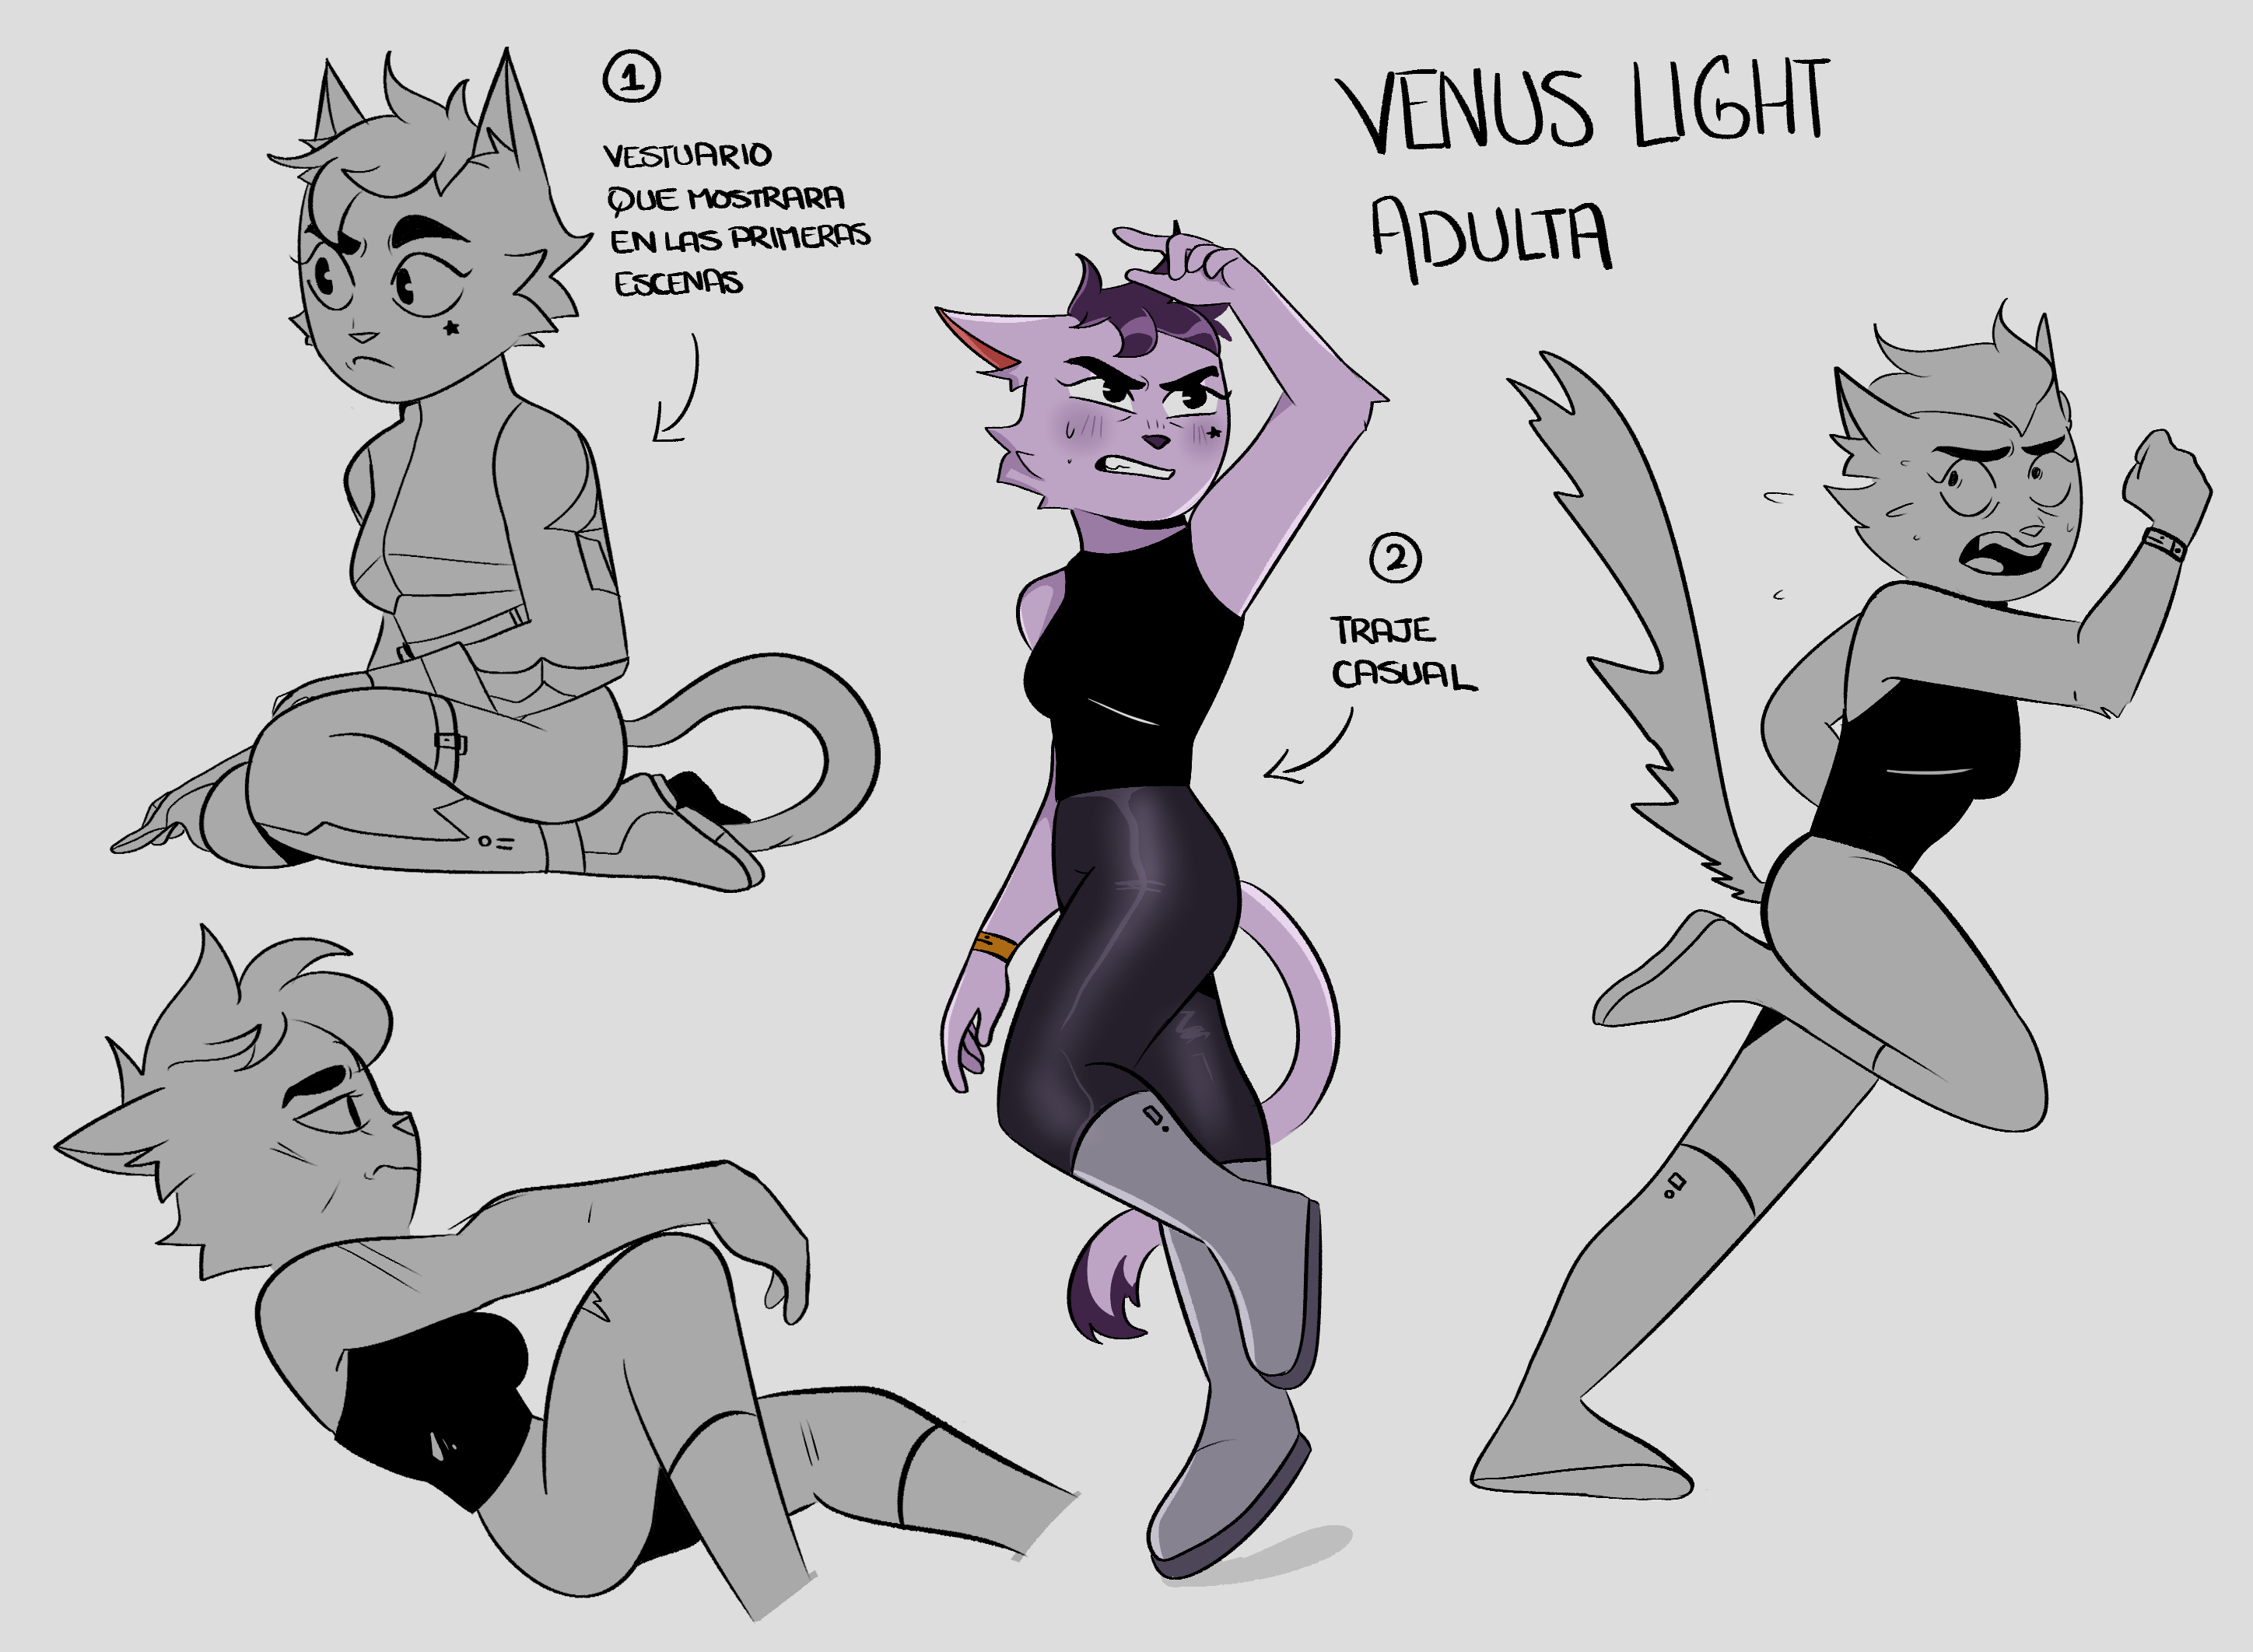 1
VESTUARIO
QUE MOSTRARA
EN LAS PRIMERAS
ESCENAS
VENUS LIGHT
ADULTA
2
TRAJE
CASUAL